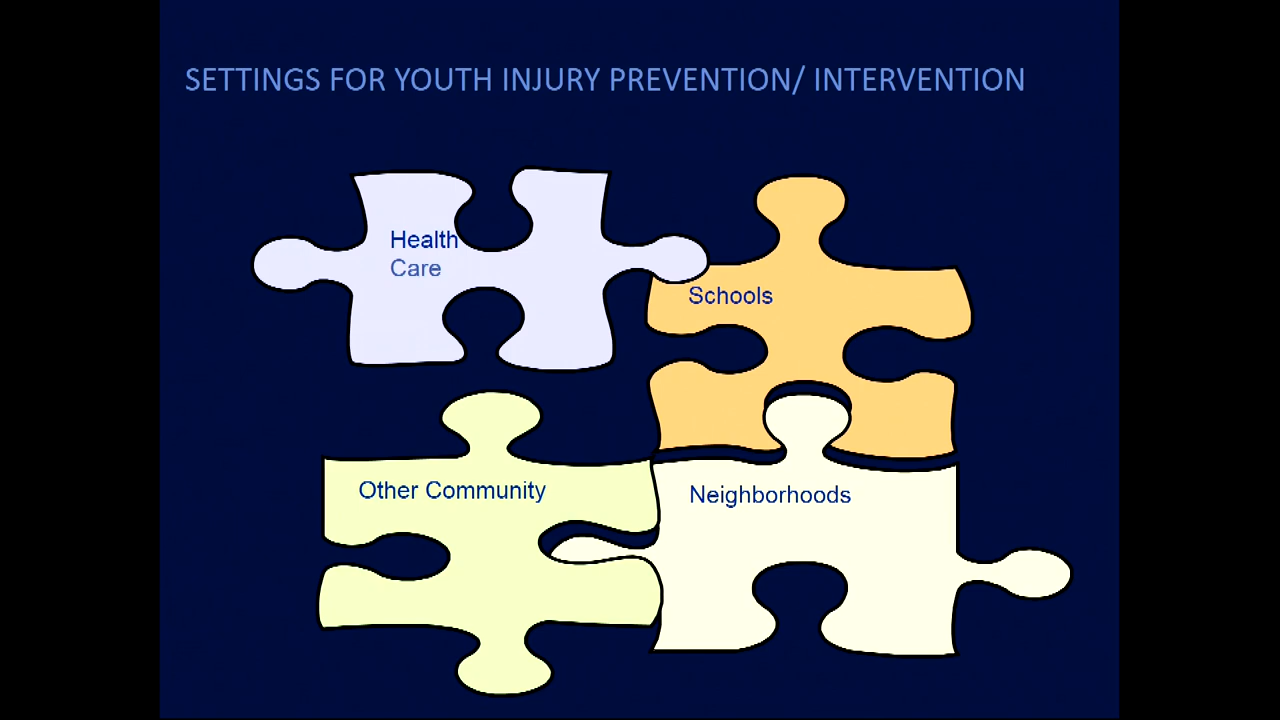 SETTINGS FOR YOUTH INJURY PREVENTION/ INTERVENTION
Health
Care
Schools
Other Community
Neighborhoods